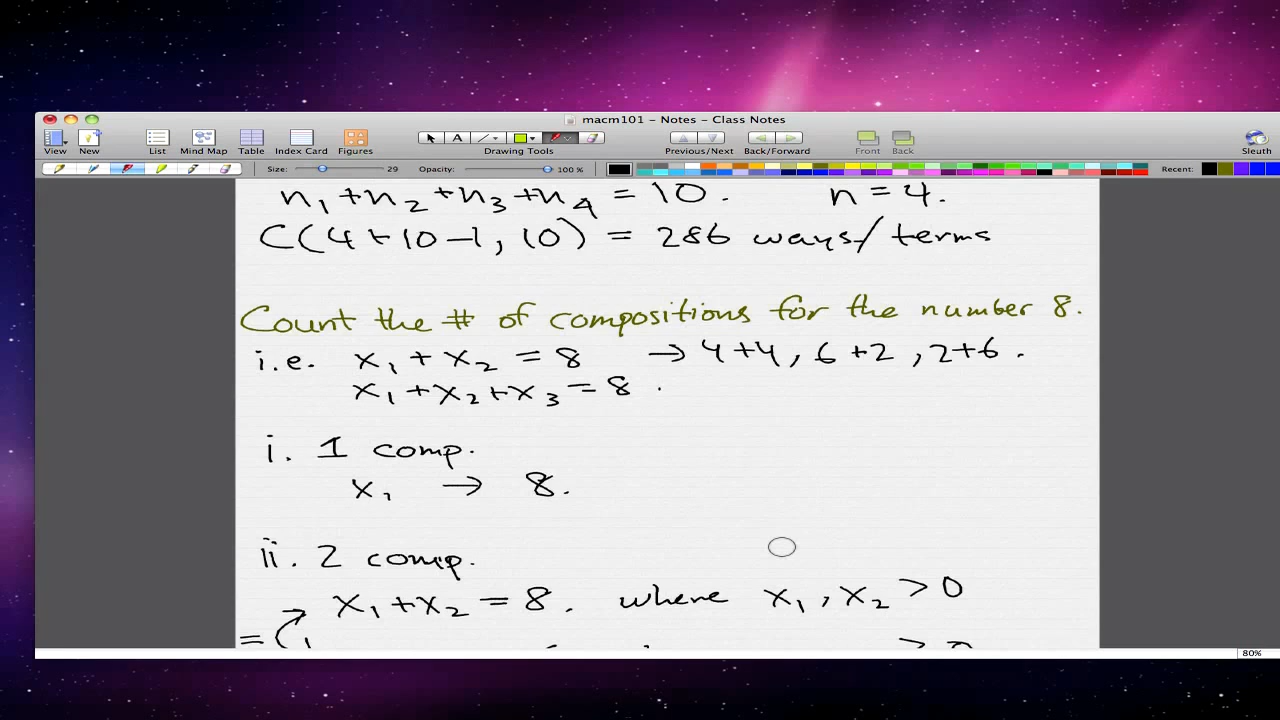 macm101 – Notes – Class Notes
View New List Mind Map Table Index Card Figures Drawing Tools Previous/Next Back/Forward Front Back Sleuth
Size: 29 Opacity: 100 % Recent:
n₁+n₂+n₃+n₄ = 10. n = 4.
C(4+10-1, 10) = 286 ways/terms
Count the # of compositions for the number 8.
i.e. x₁ + x₂ = 8 → 4+4, 6+2, 2+6.
x₁+x₂+x₃ = 8.
i. 1 comp.
x₁ → 8.
ii. 2 comp.
x₁+x₂ = 8. where x₁, x₂ > 0
80%